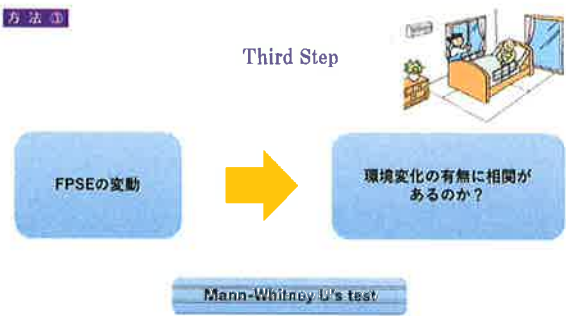 方法③
Third Step
FPSEの変動
環境変化の有無に相関が
あるのか？
Mann-Whitney U's test